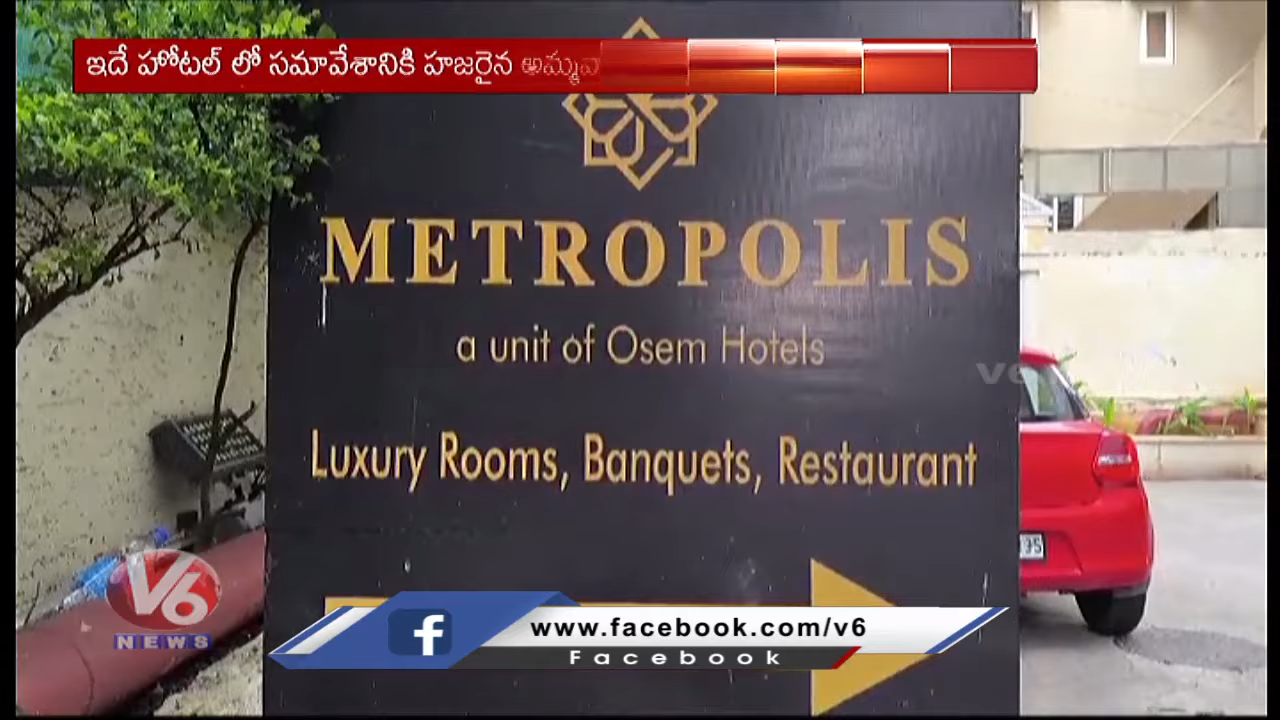 ఇదే హోటల్ లో సమావేశానికి హాజరైన
METROPOLIS
a unit of Osem Hotels
Luxury Rooms, Banquets, Restaurant
V6
NEWS
www.facebook.com/v6
Facebook